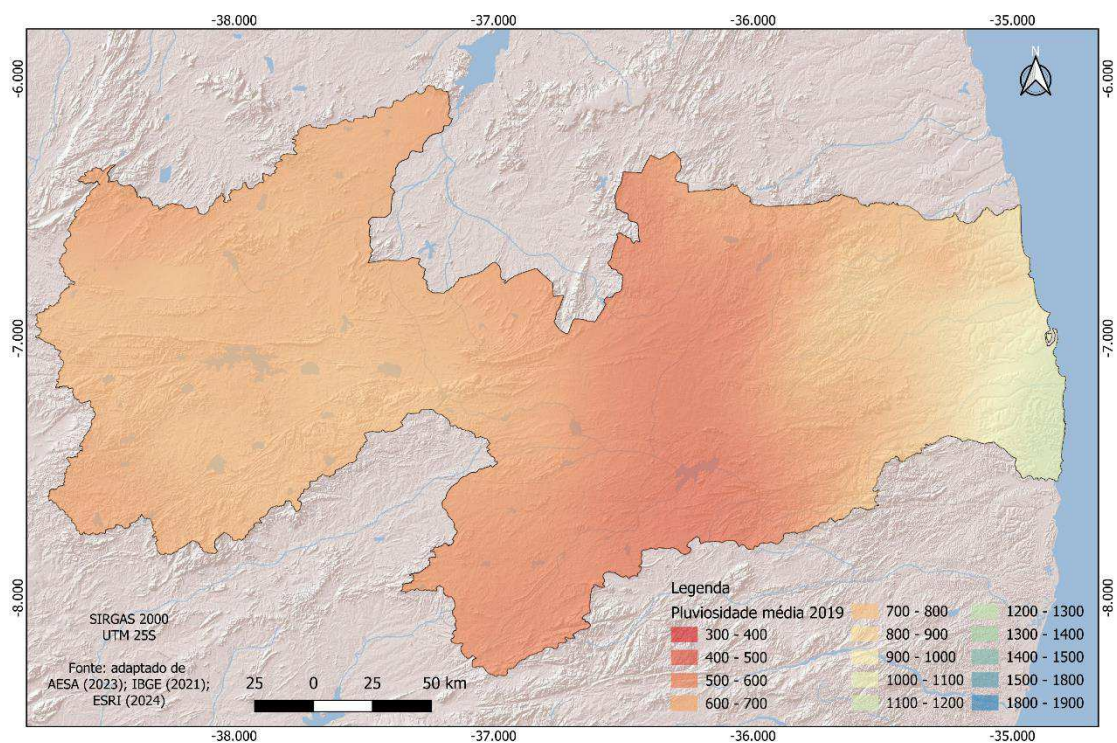 -38.000 -37.000 -36.000 -35.000
-6.000 -6.000
N
-7.000 -7.000
-8.000 -8.000
SIRGAS 2000
UTM 25S
Fonte: adaptado de
AESA (2023); IBGE (2021);
ESRI (2024)
25 0 25 50 km
Legenda
Pluviosidade média 2019
300 - 400
400 - 500
500 - 600
600 - 700
700 - 800
800 - 900
900 - 1000
1000 - 1100
1100 - 1200
1200 - 1300
1300 - 1400
1400 - 1500
1500 - 1800
1800 - 1900
-38.000 -37.000 -36.000 -35.000